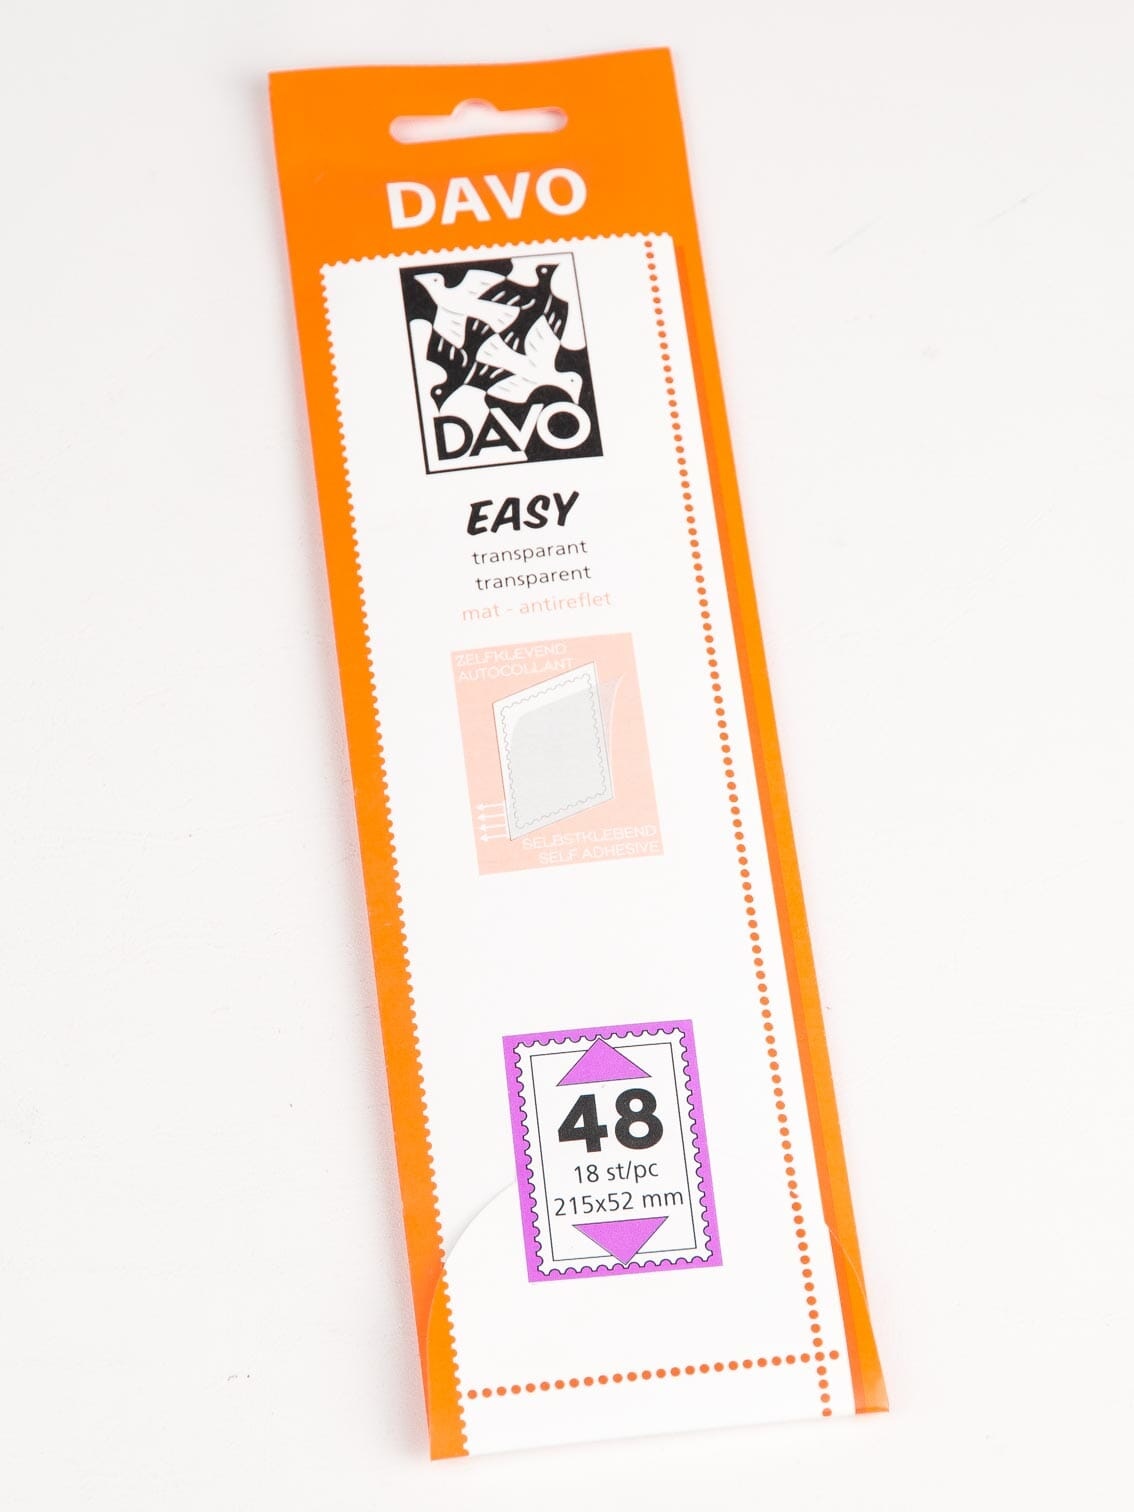 DAVO
DAVO
EASY
transparant
transparent
mat - antireflet
ZELFKLEVEND
AUTOCOLLANT
SELBSTKLEBEND
SELF ADHESIVE
48
18 st/pc
215x52 mm